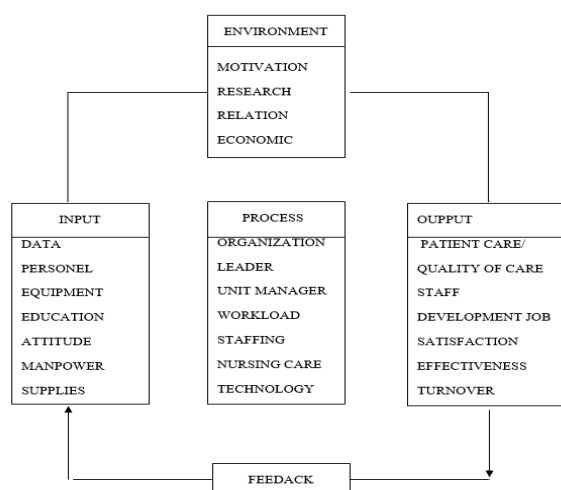 ENVIRONMENT
MOTIVATION
RESEARCH
RELATION
ECONOMIC
INPUT
DATA
PERSONEL
EQUIPMENT
EDUCATION
ATTITUDE
MANPOWER
SUPPLIES
PROCESS
ORGANIZATION
LEADER
UNIT MANAGER
WORKLOAD
STAFFING
NURSING CARE
TECHNOLOGY
OUPPUT
PATIENT CARE/
QUALITY OF CARE
STAFF
DEVELOPMENT JOB
SATISFACTION
EFFECTIVENESS
TURNOVER
FEEDACK